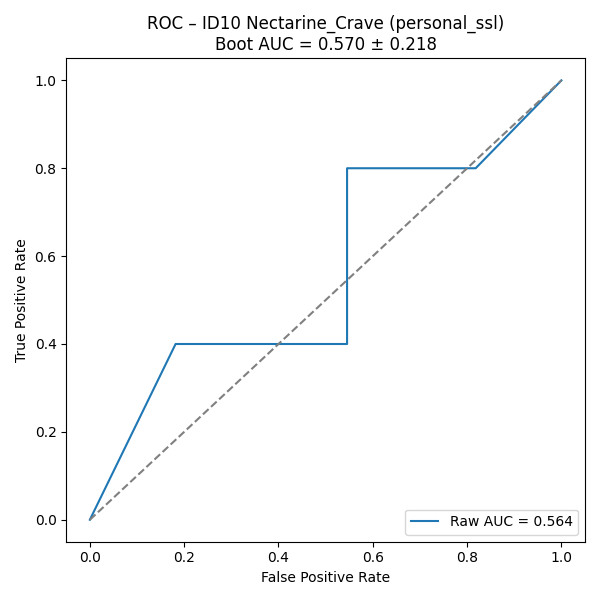 ROC – ID10 Nectarine_Crave (personal_ssl)
Boot AUC = 0.570 ± 0.218
True Positive Rate
1.0
0.8
0.6
0.4
0.2
0.0
Raw AUC = 0.564
0.0 0.2 0.4 0.6 0.8 1.0
False Positive Rate